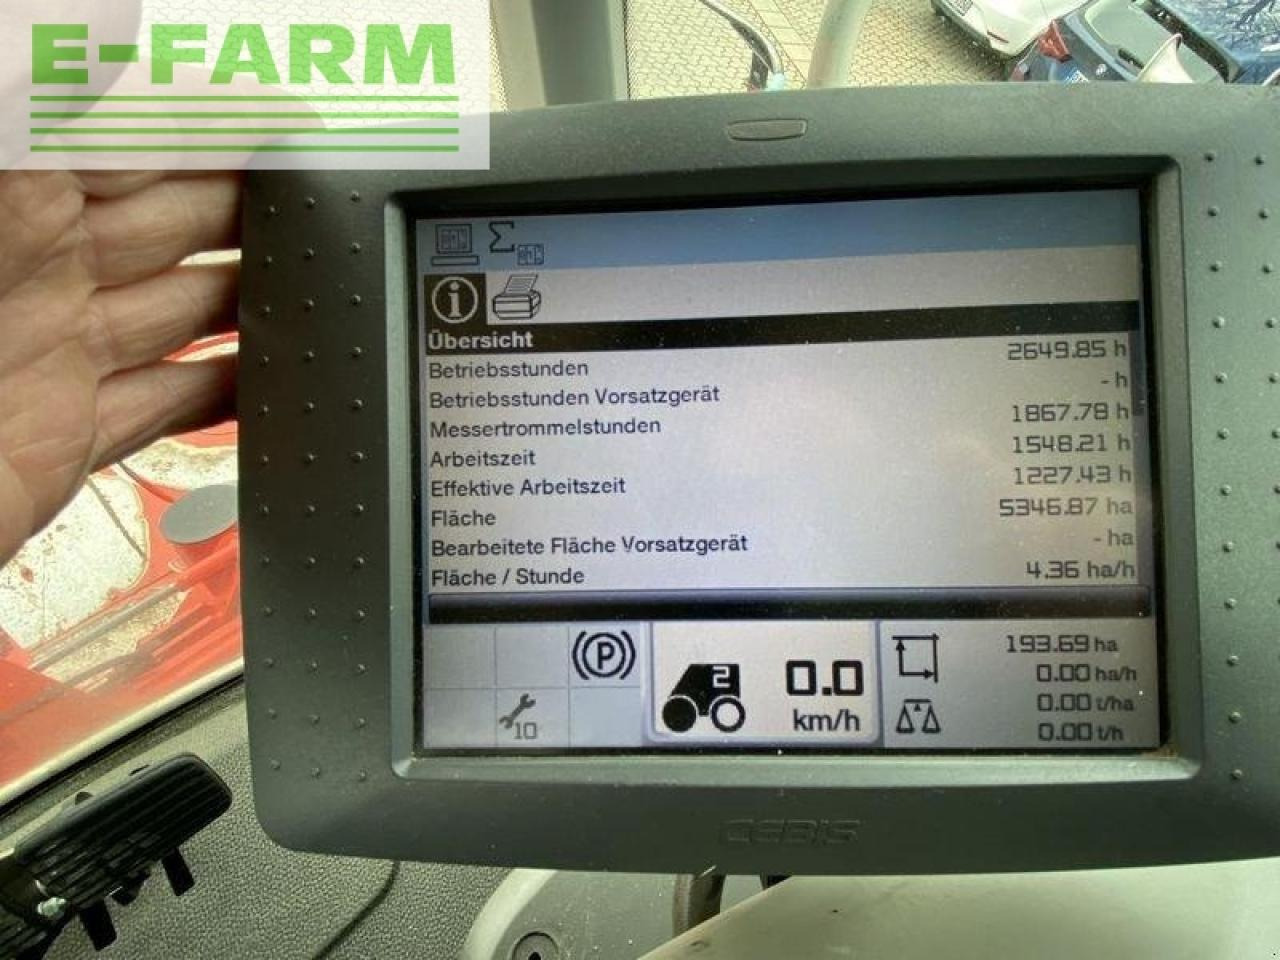 E-FARM
Übersicht
Betriebsstunden 2649.85 h
Betriebsstunden Vorsatzgerät - h
Messertrommelstunden 1867.78 h
Arbeitszeit 1548.21 h
Effektive Arbeitszeit 1227.43 h
Fläche 5346.87 ha
Bearbeitete Fläche Vorsatzgerät - ha
Fläche / Stunde 4.36 ha/h
2
0.0
km/h
P
10
193.69 ha
0.00 ha/h
0.00 t/ha
0.00 t/h
CEBIS